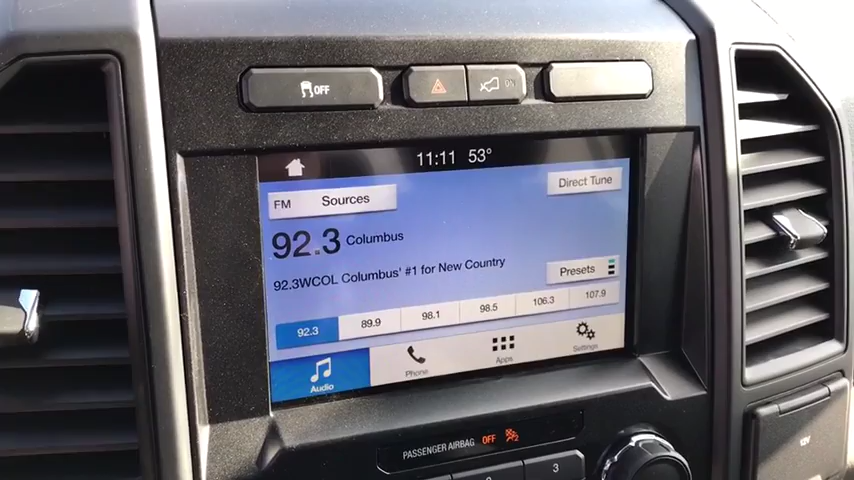 OFF
ON
11:11 53°
FM Sources
Direct Tune
92.3 Columbus
92.3WCOL Columbus' #1 for New Country
Presets
92.3 89.9 98.1 98.5 106.3 107.9
Audio Phone Apps Settings
PASSENGER AIRBAG OFF
3
12V